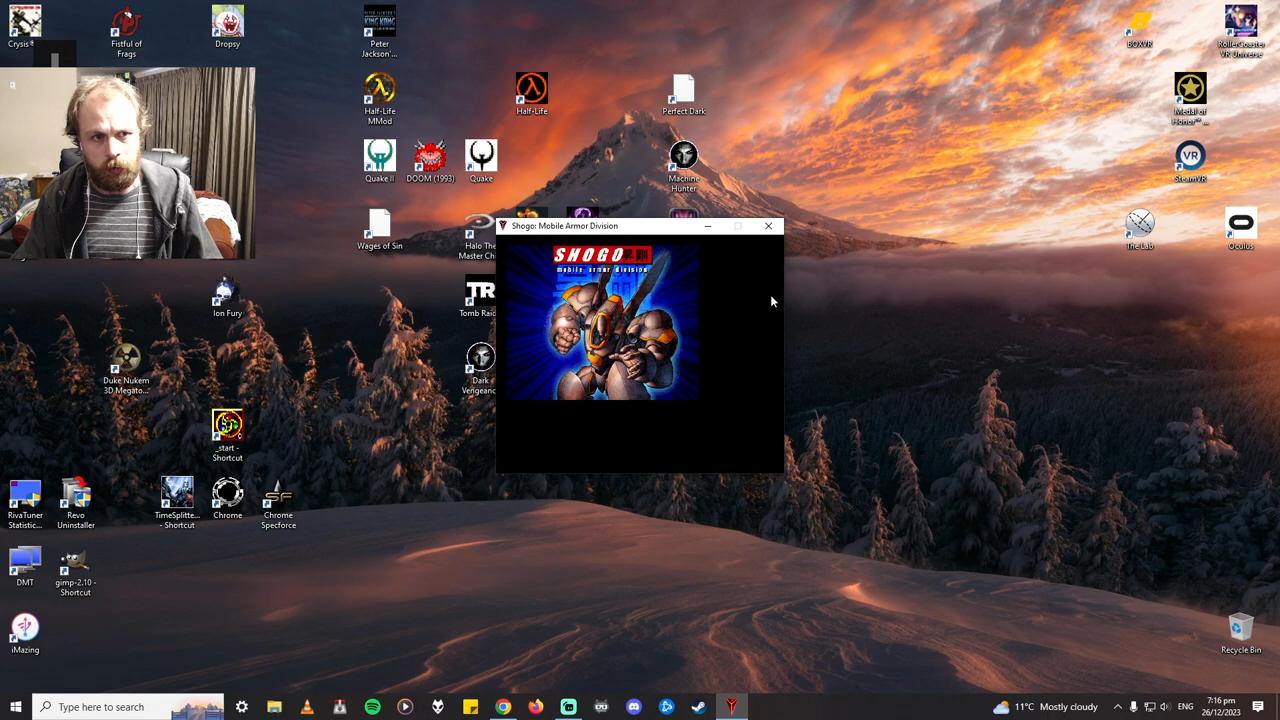 Crysis®
Fistful of
Frags
Dropsy
Peter
Jackson'...
BOXVR
RollerCoaster
VR Universe
Half-Life
MMod
Half-Life
Perfect Dark
Medal of
Honor™ ...
Quake II
DOOM (1993)
Quake
Machine
Hunter
SteamVR
Wages of Sin
Halo The
Master Chi
The Lab
Oculus
Shogo: Mobile Armor Division
SHOGO
mobile armor division
Ion Fury
TR
Tomb Raid
Duke Nukem
3D Megato...
Dark
Vengeanc
_start -
Shortcut
RivaTuner
Statistic...
Revo
Uninstaller
TimeSplitte...
- Shortcut
Chrome
Chrome
Specforce
DMT
gimp-2.10 -
Shortcut
iMazing
Recycle Bin
Type here to search
11°C Mostly cloudy
ENG
7:16 pm
26/12/2023